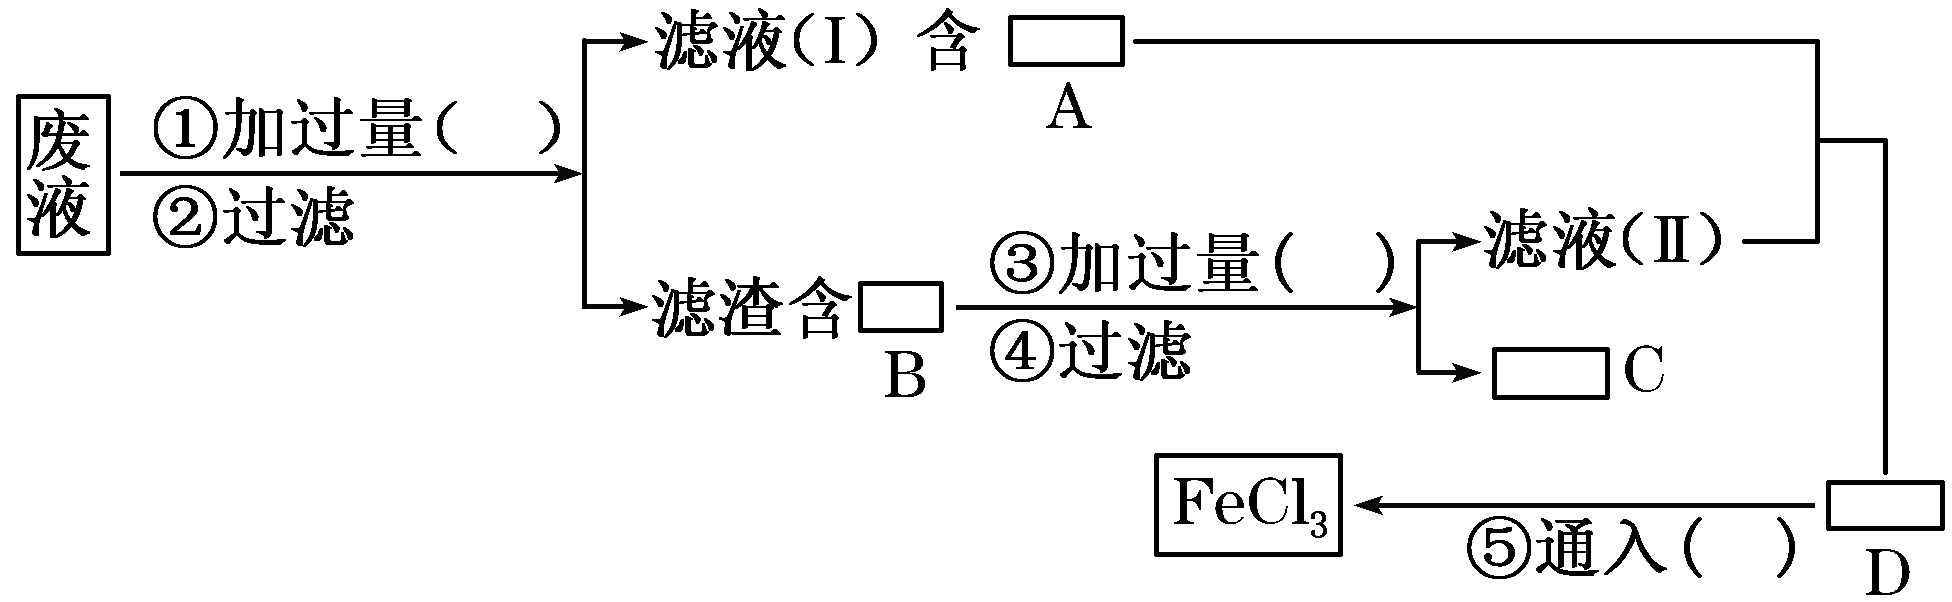 废液
①加过量(　)
②过滤
滤液(Ⅰ) 含
A
滤渣含
B
③加过量(　)
④过滤
滤液(Ⅱ)
C
D
⑤通入(　)
FeCl₃